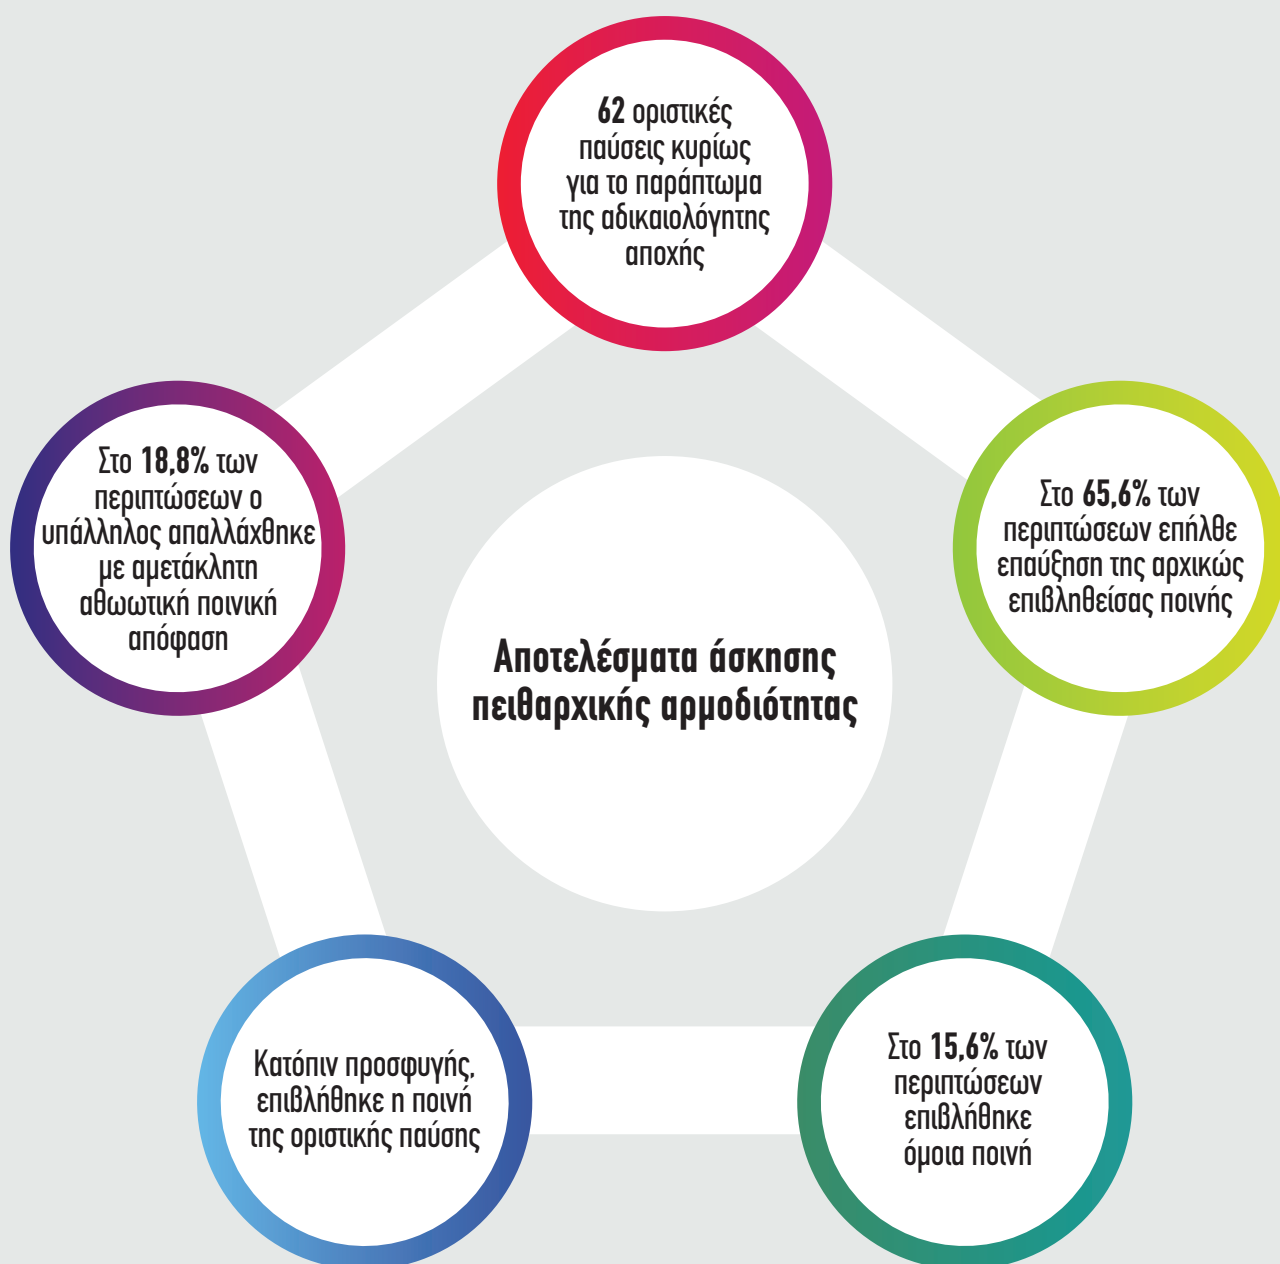 62 οριστικές
παύσεις κυρίως
για το παράπτωμα
της αδικαιολόγητης
αποχής
Στο 18,8% των
περιπτώσεων ο
υπάλληλος απαλλάχθηκε
με αμετάκλητη
αθωωτική ποινική
απόφαση
Στο 65,6% των
περιπτώσεων επήλθε
επαύξηση της αρχικώς
επιβληθείσας ποινής
Αποτελέσματα άσκησης
πειθαρχικής αρμοδιότητας
Κατόπιν προσφυγής,
επιβλήθηκε η ποινή
της οριστικής παύσης
Στο 15,6% των
περιπτώσεων
επιβλήθηκε
όμοια ποινή